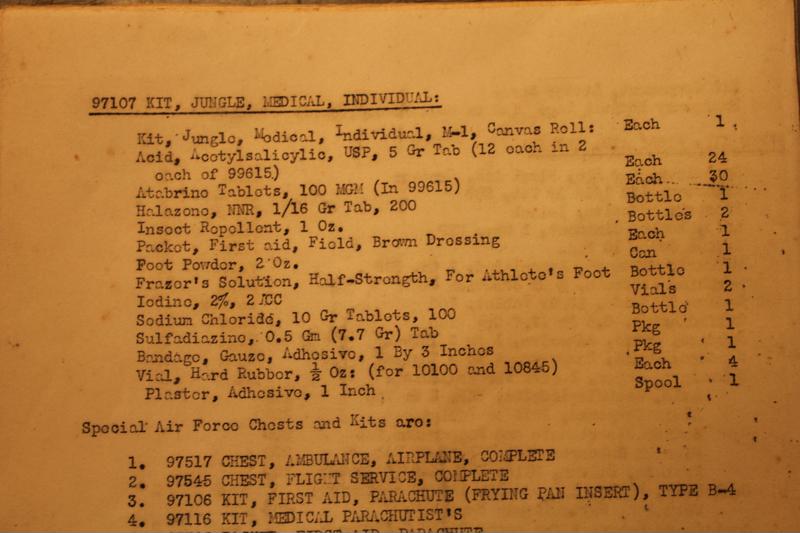 97107 KIT, JUNGLE, MEDICAL, INDIVIDUAL:
Kit, Jungle, Medical, Individual, M-1, Canvas Roll: Each 1
Acid, Acetylsalicylic, USP, 5 Gr Tab (12 each in 2
each of 99615.) Each 24
Atabrine Tablets, 100 MGM (In 99615) Each 30
Halazone, NNR, 1/16 Gr Tab, 200 Bottle 1
Insect Repellent, 1 Oz. Bottles 2
Packet, First aid, Field, Brown Dressing Each 1
Foot Powder, 2 Oz. Can 1
Frazer's Solution, Half-Strength, For Athlete's Foot Bottle 1
Iodine, 2%, 2 CC Vials 2
Sodium Chloride, 10 Gr Tablets, 100 Bottle 1
Sulfadiazine, 0.5 Gm (7.7 Gr) Tab Pkg 1
Bandage, Gauze, Adhesive, 1 By 3 Inches Pkg 1
Vial, Hard Rubber, ½ Oz: (for 10100 and 10845) Each 4
Plaster, Adhesive, 1 Inch Spool 1
Special Air Force Chests and Kits are:
1. 97517 CHEST, AMBULANCE, AIRPLANE, COMPLETE
2. 97545 CHEST, FLIGHT SERVICE, COMPLETE
3. 97106 KIT, FIRST AID, PARACHUTE (FRYING PAN INSERT), TYPE B-4
4. 97116 KIT, MEDICAL PARACHUTIST'S
FIRST AID, PARACHUTE